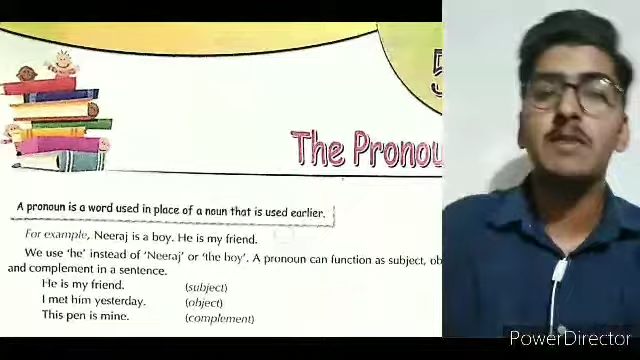 5
The Pronou
A pronoun is a word used in place of a noun that is used earlier.
For example, Neeraj is a boy. He is my friend.
We use 'he' instead of 'Neeraj' or 'the boy'. A pronoun can function as subject, ob
and complement in a sentence.
He is my friend. (subject)
I met him yesterday. (object)
This pen is mine. (complement)
PowerDirector